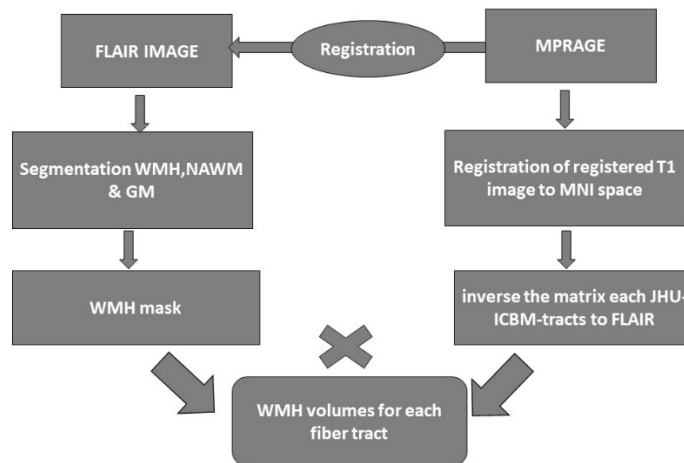 FLAIR IMAGE
Registration
MPRAGE
Segmentation WMH,NAWM
& GM
Registration of registered T1
image to MNI space
WMH mask
inverse the matrix each JHU-
ICBM-tracts to FLAIR
WMH volumes for each
fiber tract